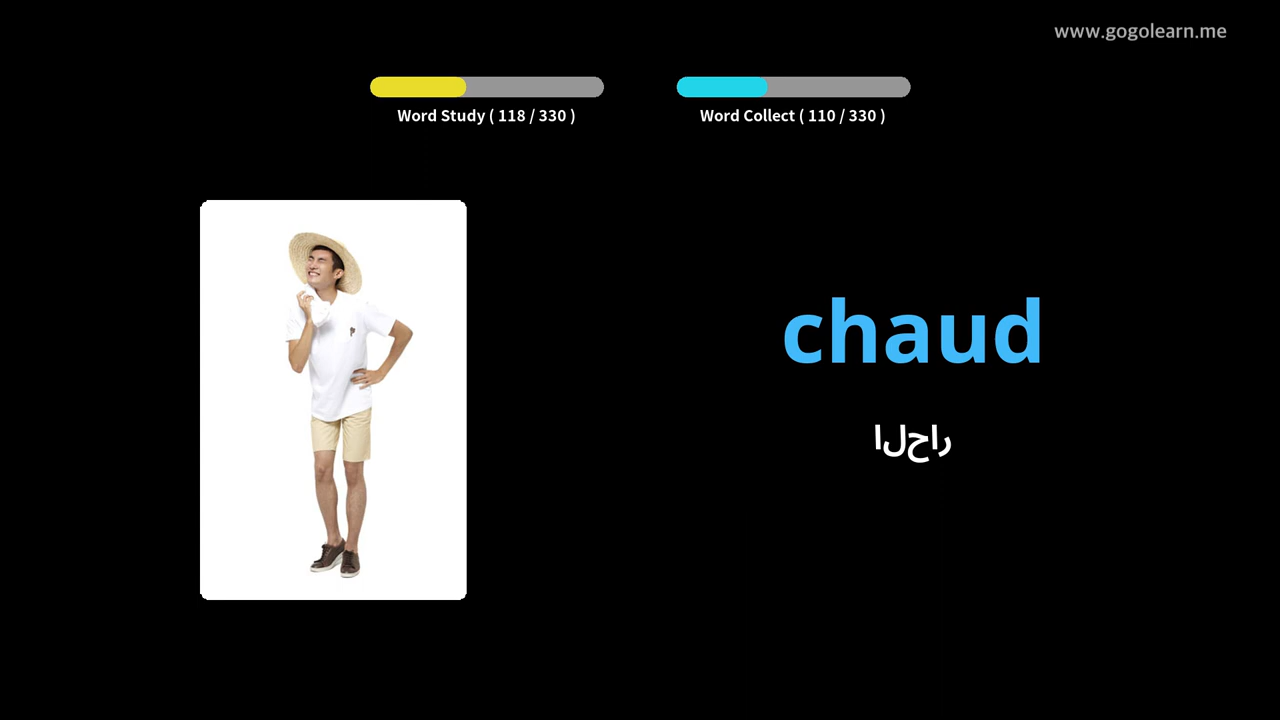 www.gogolearn.me
Word Study ( 118 / 330 )
Word Collect ( 110 / 330 )
chaud
الحار